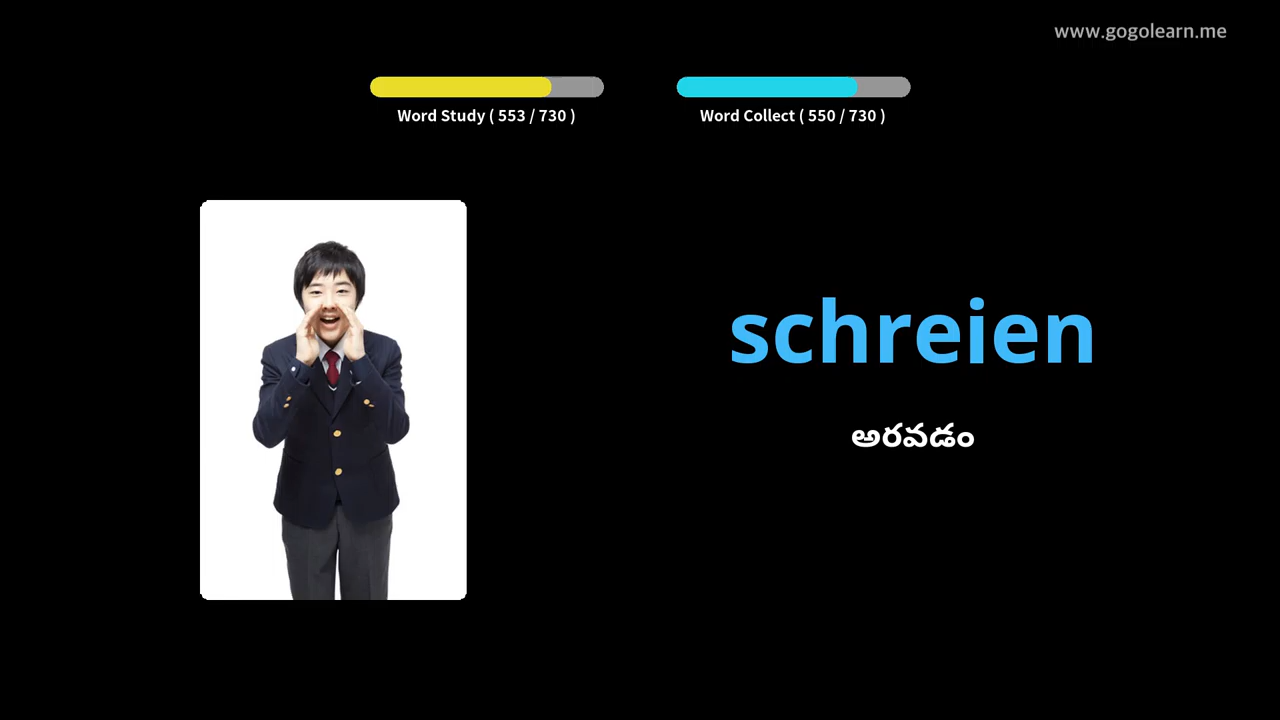 www.gogolearn.me
Word Study ( 553 / 730 )
Word Collect ( 550 / 730 )
schreien
అరవడం